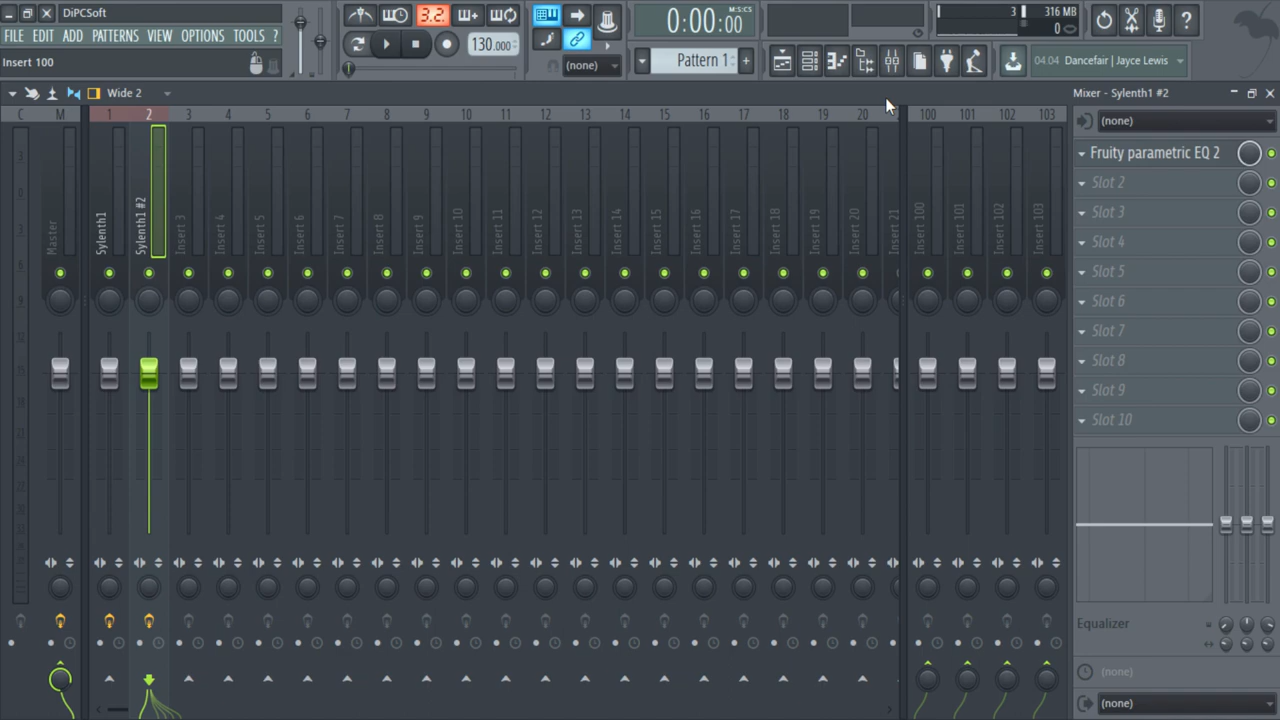 DiPCSoft
FILE EDIT ADD PATTERNS VIEW OPTIONS TOOLS ?
Insert 100
3.2.
130.000
(none)
0:00:00
M:S:CS
Pattern 1
3
316 MB
0
04.04 Dancefair | Jayce Lewis
Wide 2
Mixer - Sylenth1 #2
C M 1 2 3 4 5 6 7 8 9 10 11 12 13 14 15 16 17 18 19 20 100 101 102 103
Master
Sylenth1
Sylenth1 #2
Insert 3
Insert 4
Insert 5
Insert 6
Insert 7
Insert 8
Insert 9
Insert 10
Insert 11
Insert 12
Insert 13
Insert 14
Insert 15
Insert 16
Insert 17
Insert 18
Insert 19
Insert 20
Insert 100
Insert 101
Insert 102
Insert 103
(none)
Fruity parametric EQ 2
Slot 2
Slot 3
Slot 4
Slot 5
Slot 6
Slot 7
Slot 8
Slot 9
Slot 10
Equalizer
(none)
(none)